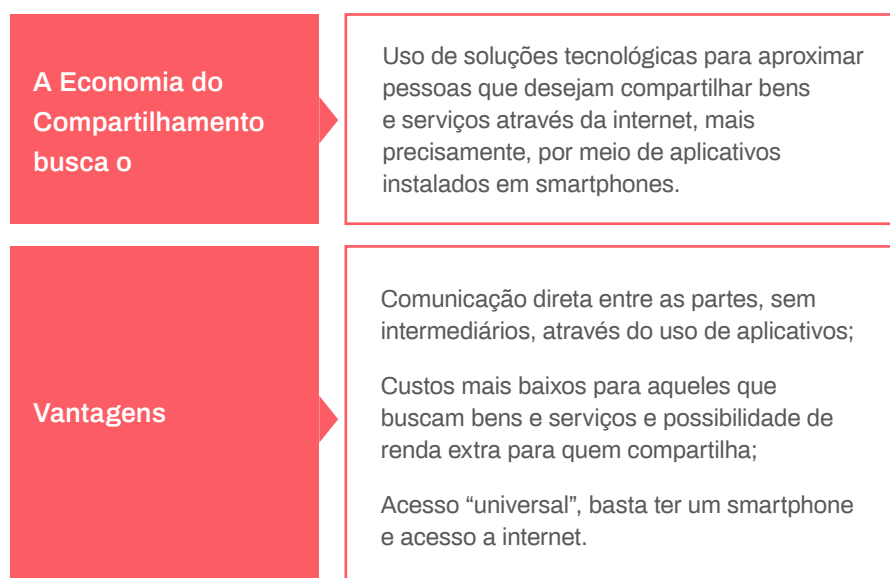 A Economia do
Compartilhamento
busca o
Uso de soluções tecnológicas para aproximar
pessoas que desejam compartilhar bens
e serviços através da internet, mais
precisamente, por meio de aplicativos
instalados em smartphones.
Vantagens
Comunicação direta entre as partes, sem
intermediários, através do uso de aplicativos;
Custos mais baixos para aqueles que
buscam bens e serviços e possibilidade de
renda extra para quem compartilha;
Acesso “universal”, basta ter um smartphone
e acesso a internet.